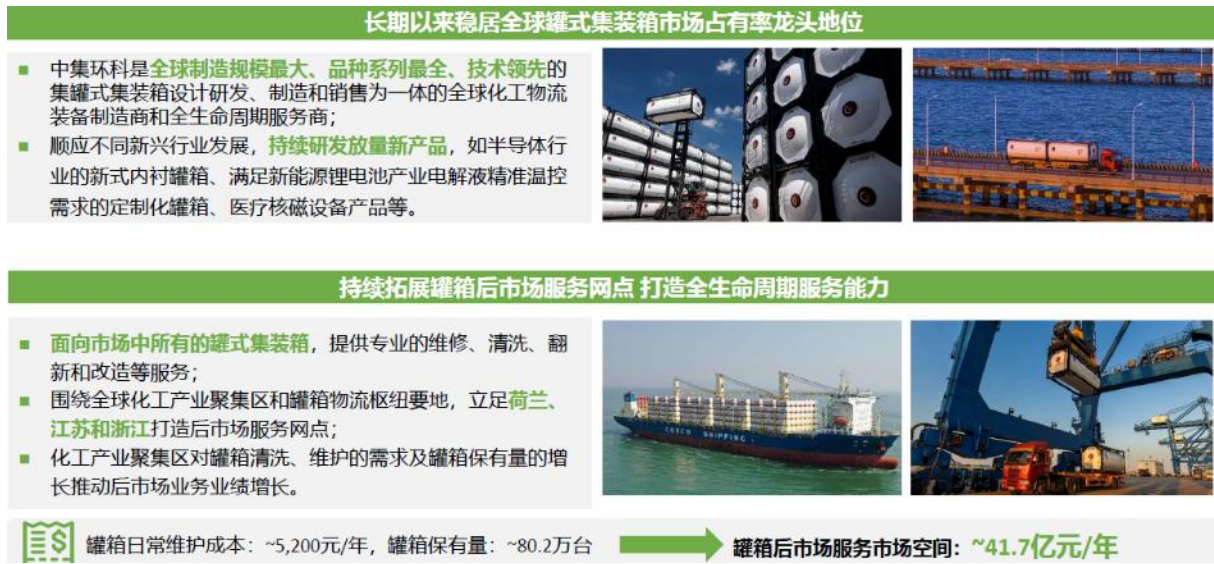 长期以来稳居全球罐式集装箱市场占有率龙头地位
中集环科是全球制造规模最大、品种系列最全、技术领先的
集罐式集装箱设计研发、制造和销售为一体的全球化工物流
装备制造商和全生命周期服务商；
顺应不同新兴行业发展，持续研发放量新产品，如半导体行
业的新式内衬罐箱、满足新能源锂电池产业电解液精准温控
需求的定制化罐箱、医疗核磁设备产品等。
持续拓展罐箱后市场服务网点 打造全生命周期服务能力
面向市场中所有的罐式集装箱，提供专业的维修、清洗、翻
新和改造等服务；
围绕全球化工产业聚集区和罐箱物流枢纽要地，立足荷兰、
江苏和浙江打造后市场服务网点；
化工产业聚集区对罐箱清洗、维护的需求及罐箱保有量的增
长推动后市场业务业绩增长。
COSCO SHIPPING
罐箱日常维护成本：~5,200元/年，罐箱保有量：~80.2万台
罐箱后市场服务市场空间：~41.7亿元/年